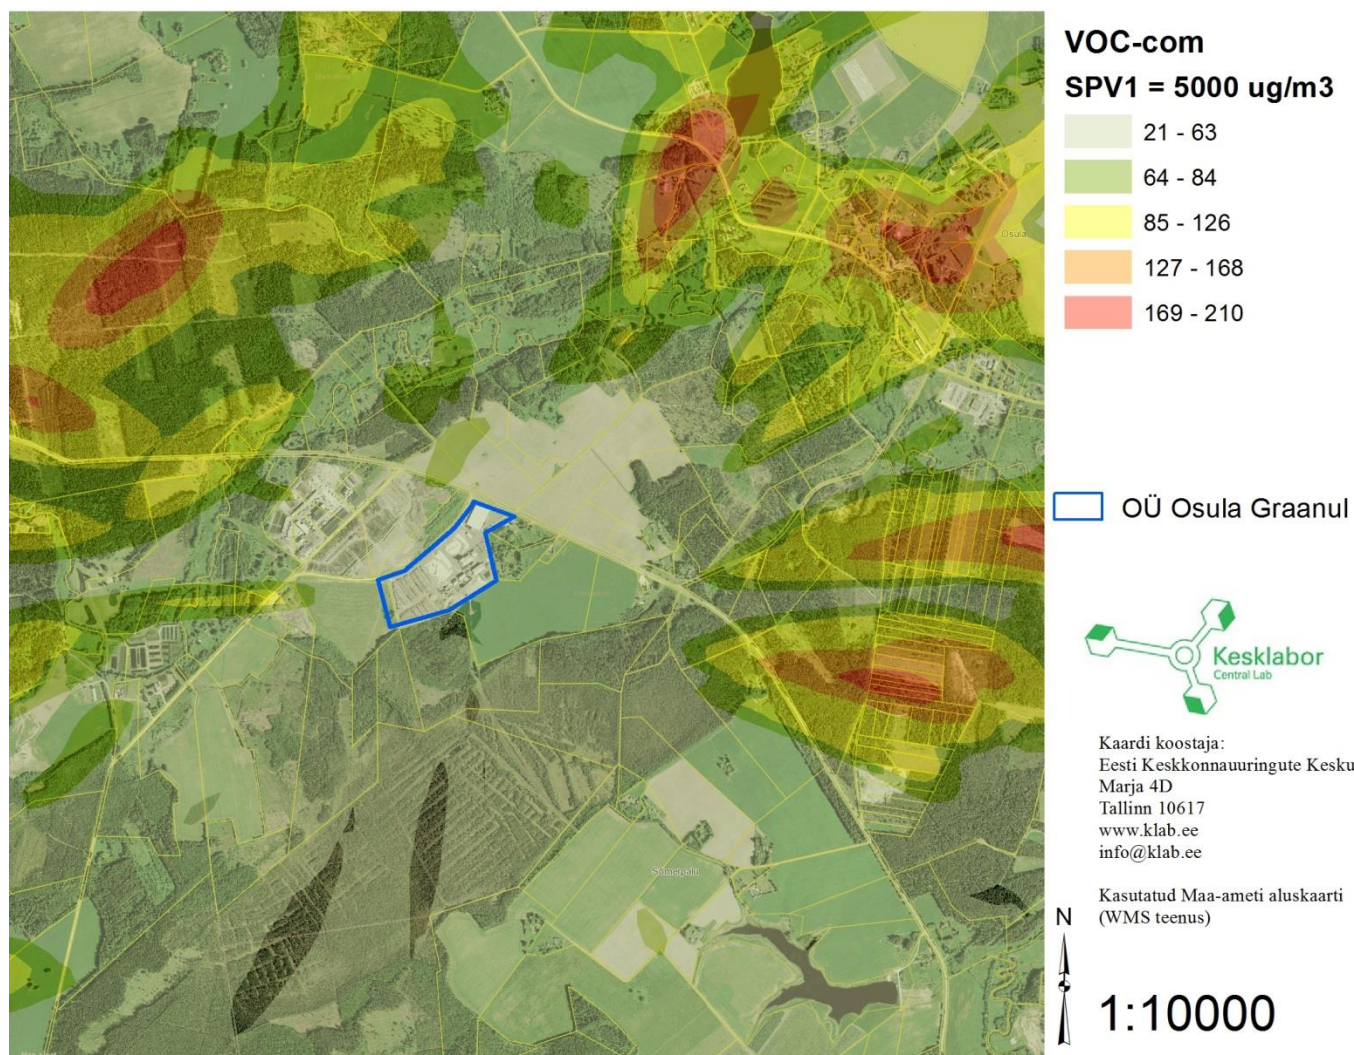 VOC-com
SPV1 = 5000 ug/m3
21 - 63
64 - 84
85 - 126
127 - 168
169 - 210
OÜ Osula Graanul
Kesklabor
Central Lab
Kaardi koostaja:
Eesti Keskkonnauuringute Kesku
Marja 4D
Tallinn 10617
www.klab.ee
info@klab.ee
Kasutatud Maa-ameti aluskaarti
(WMS teenus)
N
1:10000
Osula
Sõmerpalu